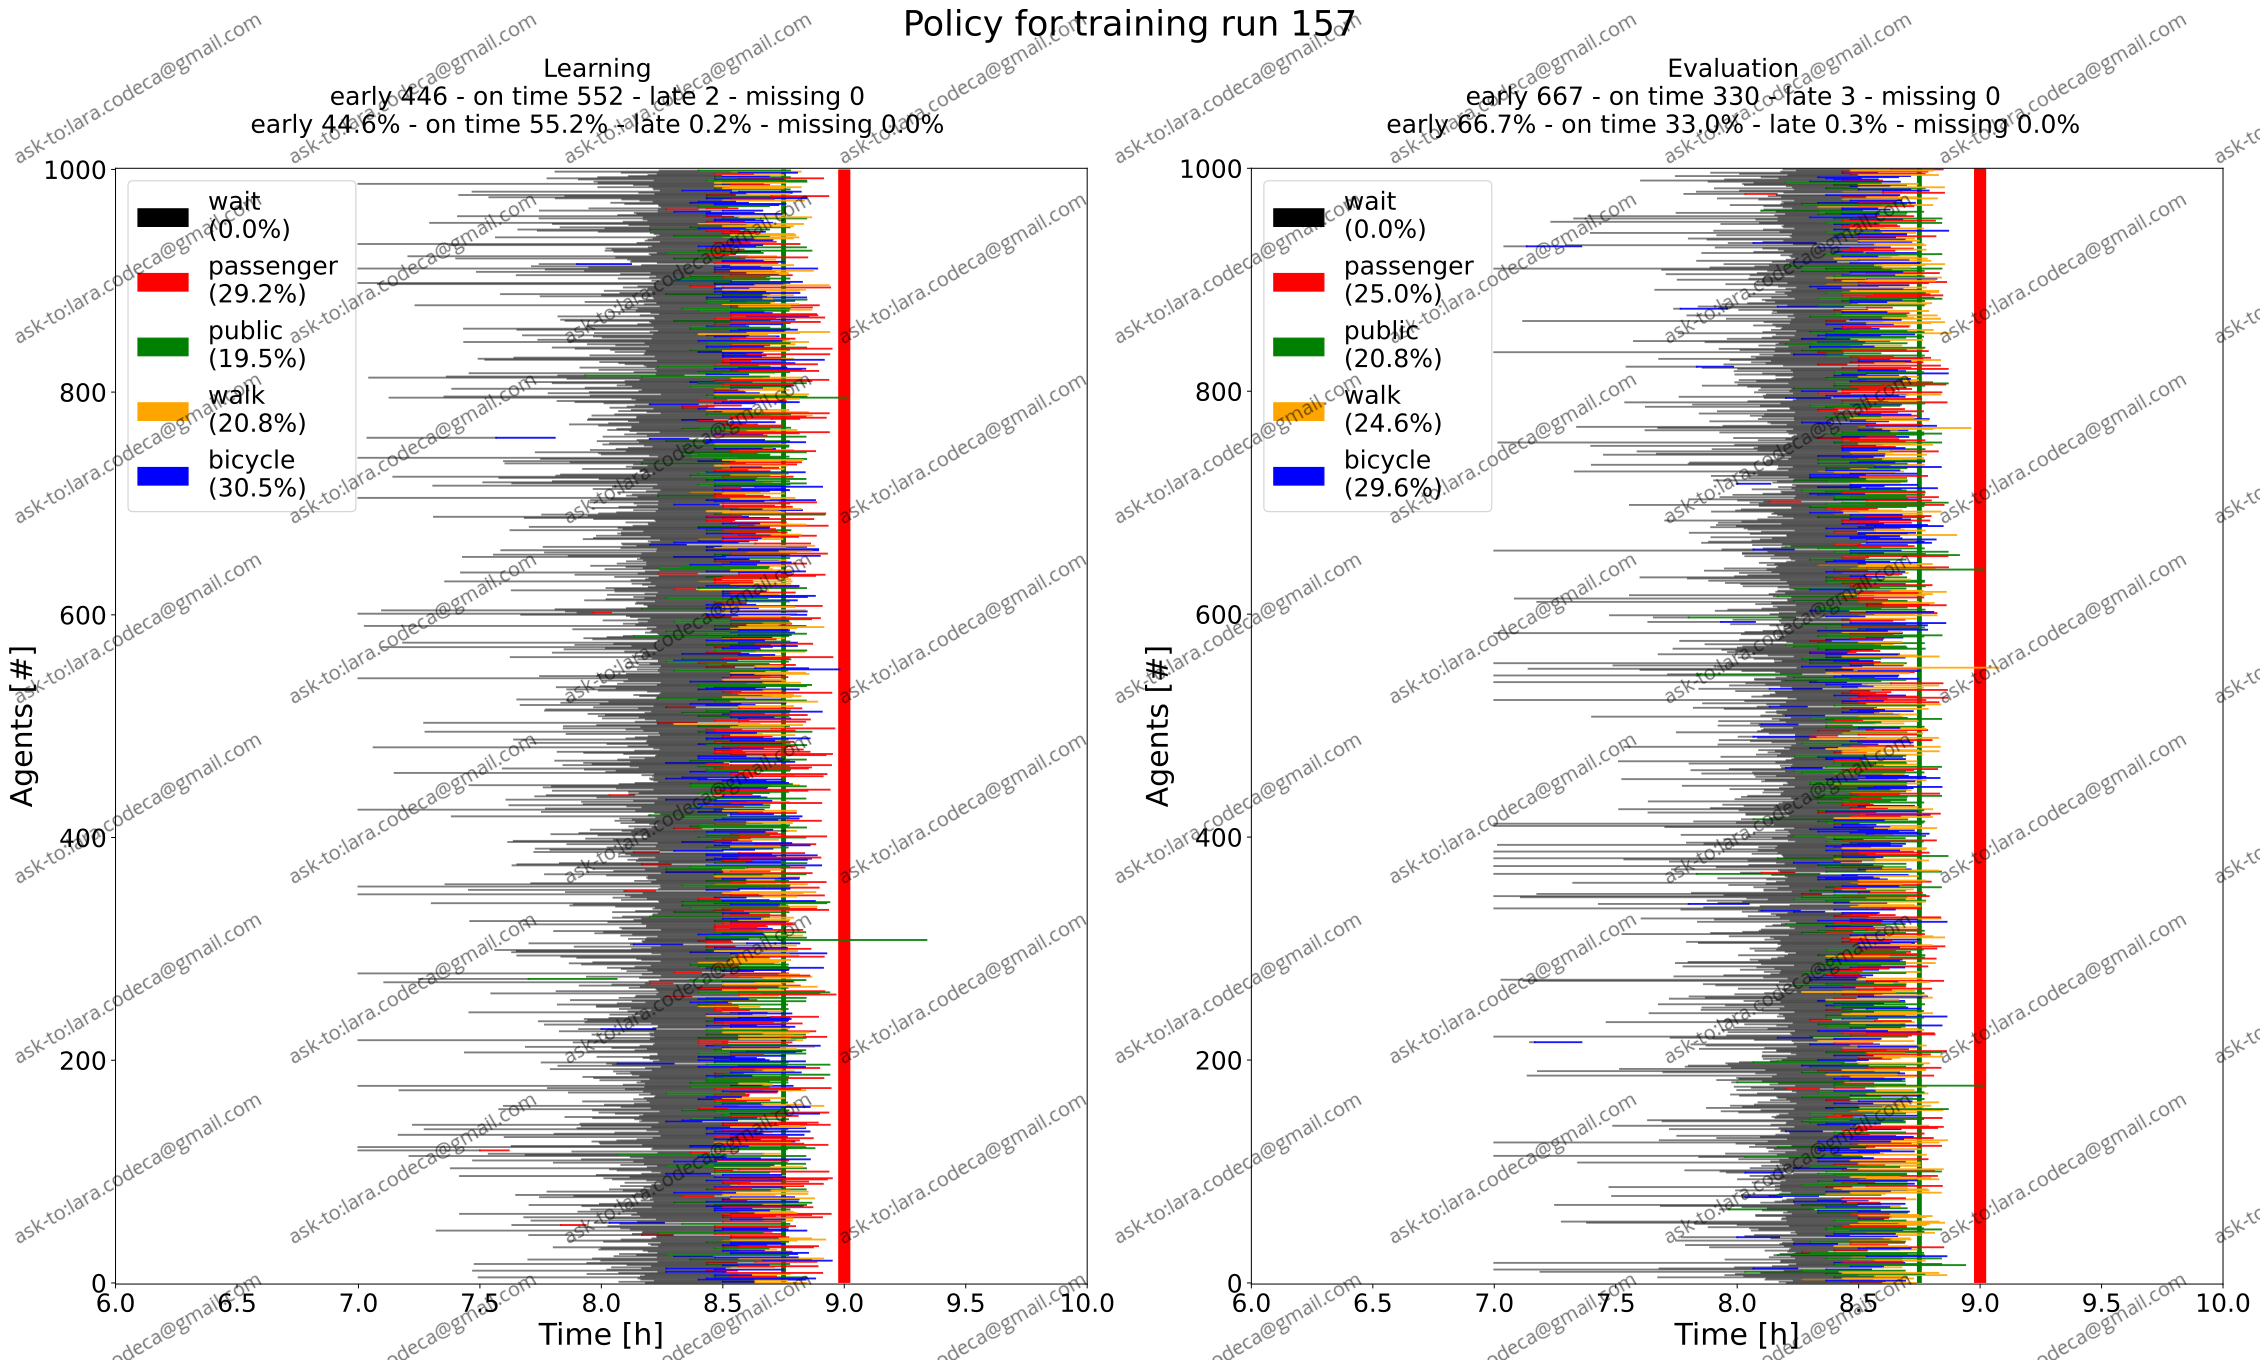 Policy for training run 157
Learning
early 446 - on time 552 - late 2 - missing 0
early 44.6% - on time 55.2% - late 0.2% - missing 0.0%
1000
800
600
400
200
0
Agents [#]
wait
(0.0%)
passenger
(29.2%)
public
(19.5%)
walk
(20.8%)
bicycle
(30.5%)
6.0 6.5 7.0 7.5 8.0 8.5 9.0 9.5 10.0
Time [h]
Evaluation
early 667 - on time 330 - late 3 - missing 0
early 66.7% - on time 33.0% - late 0.3% - missing 0.0%
1000
800
600
400
200
0
Agents [#]
wait
(0.0%)
passenger
(25.0%)
public
(20.8%)
walk
(24.6%)
bicycle
(29.6%)
6.0 6.5 7.0 7.5 8.0 8.5 9.0 9.5 10.0
Time [h]
ask-to:lara.codeca@gmail.com